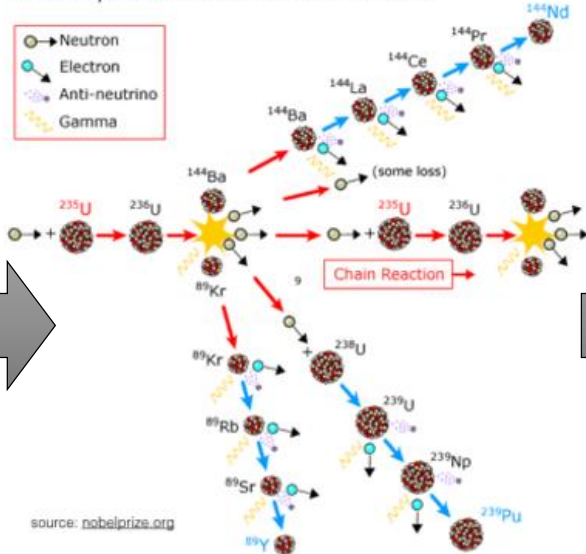 Neutron
Electron
Anti-neutrino
Gamma
¹⁴⁴Nd
¹⁴⁴Pr
¹⁴⁴Ce
¹⁴⁴La
¹⁴⁴Ba
(some loss)
¹⁴⁴Ba
+ ²³⁵U ²³⁶U
+ ²³⁵U ²³⁶U
Chain Reaction
⁸⁹Kr
9
+ ²³⁸U
⁸⁹Kr
²³⁹U
⁸⁹Rb
²³⁹Np
⁸⁹Sr
²³⁹Pu
⁸⁹Y
source: nobelprize.org